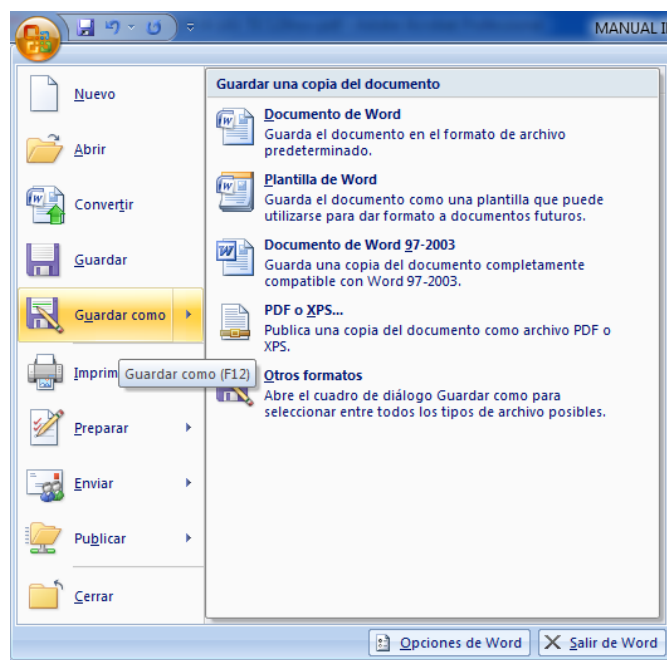 MANUAL I
Nuevo
Abrir
Convertir
Guardar
Guardar como
Imprim
Guardar como (F12)
Preparar
Enviar
Publicar
Cerrar
Guardar una copia del documento
Documento de Word
Guarda el documento en el formato de archivo
predeterminado.
Plantilla de Word
Guarda el documento como una plantilla que puede
utilizarse para dar formato a documentos futuros.
Documento de Word 97-2003
Guarda una copia del documento completamente
compatible con Word 97-2003.
PDF o XPS...
Publica una copia del documento como archivo PDF o
XPS.
Otros formatos
Abre el cuadro de diálogo Guardar como para
seleccionar entre todos los tipos de archivo posibles.
Opciones de Word
Salir de Word